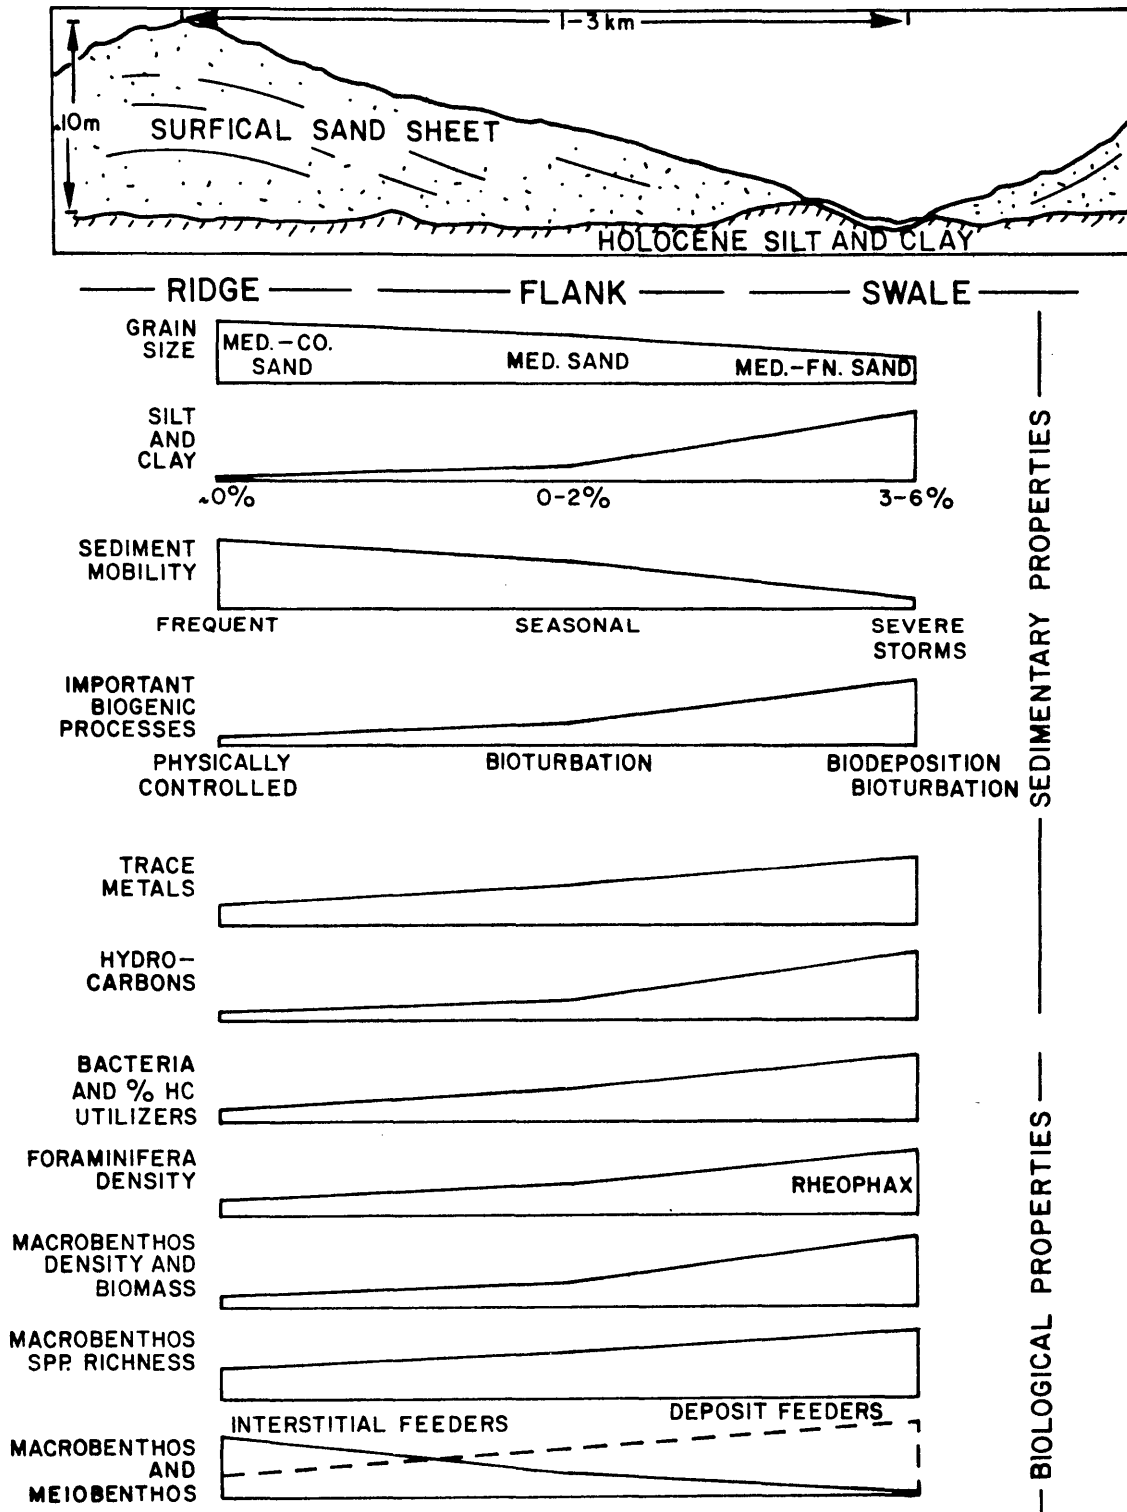 1-3 km
~10m
SURFICAL SAND SHEET
HOLOCENE SILT AND CLAY
RIDGE FLANK SWALE
GRAIN
SIZE
MED.-CO.
SAND
MED. SAND
MED.-FN. SAND
SILT
AND
CLAY
~0% 0-2% 3-6%
SEDIMENT
MOBILITY
FREQUENT SEASONAL SEVERE
STORMS
IMPORTANT
BIOGENIC
PROCESSES
PHYSICALLY
CONTROLLED
BIOTURBATION
BIODEPOSITION
BIOTURBATION
TRACE
METALS
HYDRO-
CARBONS
SEDIMENTARY PROPERTIES
BACTERIA
AND % HC
UTILIZERS
FORAMINIFERA
DENSITY
RHEOPHAX
MACROBENTHOS
DENSITY AND
BIOMASS
MACROBENTHOS
SPP. RICHNESS
INTERSTITIAL FEEDERS
DEPOSIT FEEDERS
MACROBENTHOS
AND
MEIOBENTHOS
BIOLOGICAL PROPERTIES